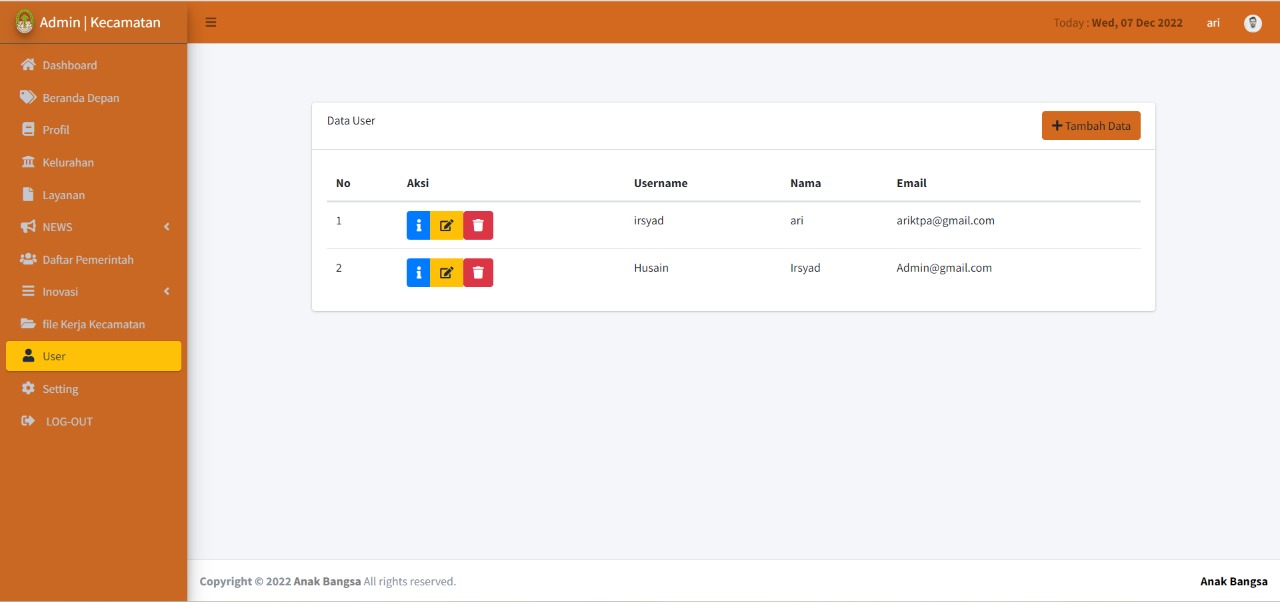 Admin | Kecamatan
Today : Wed, 07 Dec 2022 ari
Dashboard
Beranda Depan
Profil
Kelurahan
Layanan
NEWS
Daftar Pemerintah
Inovasi
file Kerja Kecamatan
User
Setting
LOG-OUT
Data User
Tambah Data
No Aksi Username Nama Email
1 irsyad ari ariktpa@gmail.com
2 Husain Irsyad Admin@gmail.com
Copyright © 2022 Anak Bangsa All rights reserved.
Anak Bangsa